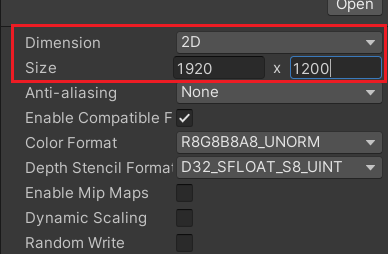 Open
Dimension 2D
Size 1920 x 1200
Anti-aliasing None
Enable Compatible F
Color Format R8G8B8A8_UNORM
Depth Stencil Format D32_SFLOAT_S8_UINT
Enable Mip Maps
Dynamic Scaling
Random Write